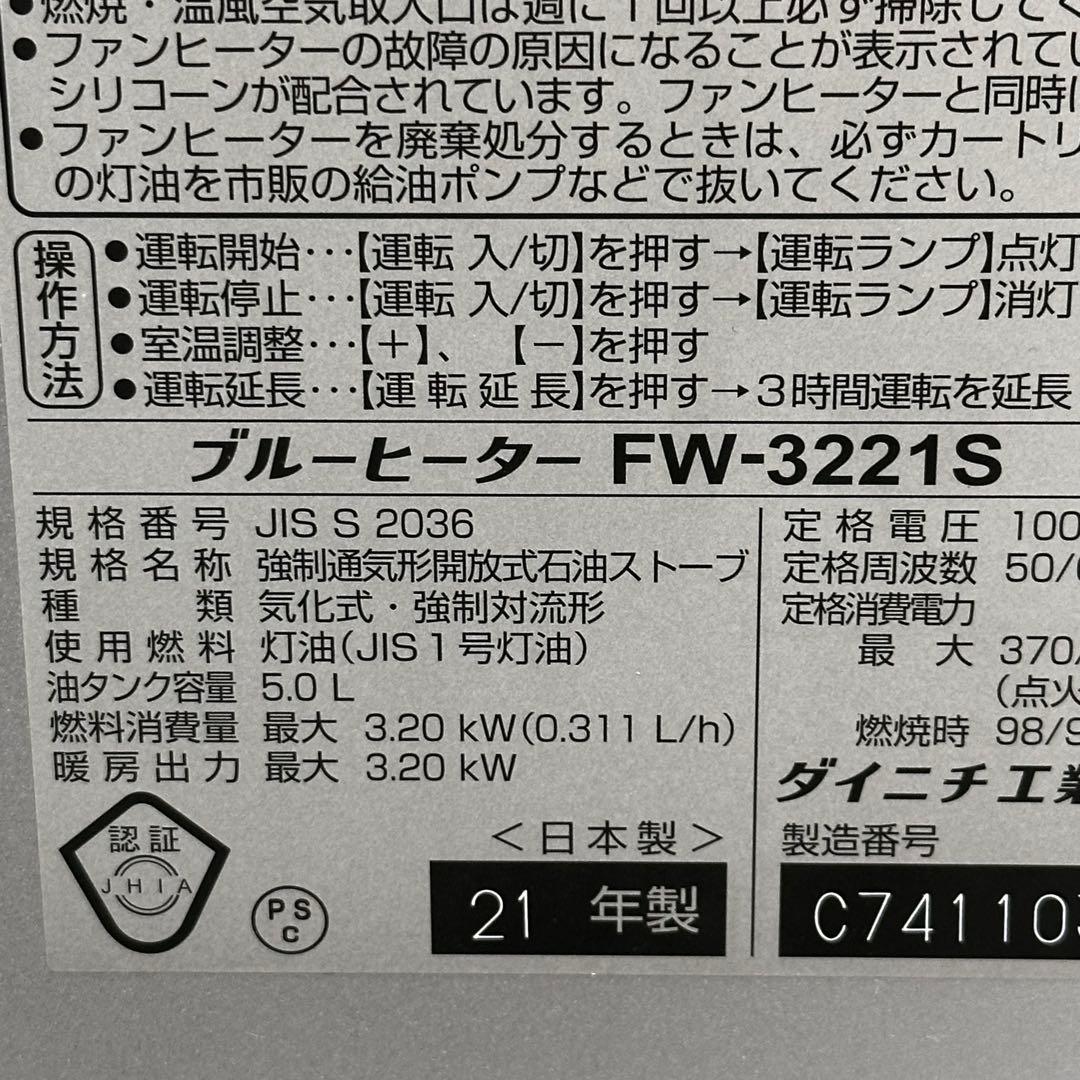 ●燃焼・温風空気取入口は週に1回以上必ず掃除してく
●ファンヒーターの故障の原因になることが表示されてい
シリコーンが配合されています。ファンヒーターと同時に
●ファンヒーターを廃棄処分するときは、必ずカートリ
の灯油を市販の給油ポンプなどで抜いてください。
操作方法
●運転開始・・・【運転 入/切】を押す→【運転ランプ】点灯
●運転停止・・・【運転 入/切】を押す→【運転ランプ】消灯
●室温調整・・・【＋】、【－】を押す
●運転延長・・・【運転延長】を押す→3時間運転を延長
ブルーヒーター FW-3221S
規格番号 JIS S 2036
規格名称 強制通気形開放式石油ストーブ
種類 気化式・強制対流形
使用燃料 灯油(JIS1号灯油)
油タンク容量 5.0 L
燃料消費量 最大 3.20 kW(0.311 L/h)
暖房出力 最大 3.20 kW
認証
JHIA
PS
C
<日本製>
21 年製
定格電圧 100
定格周波数 50/
定格消費電力
最大 370/
(点火
燃焼時 98/9
ダイニチ工業
製造番号
C741103